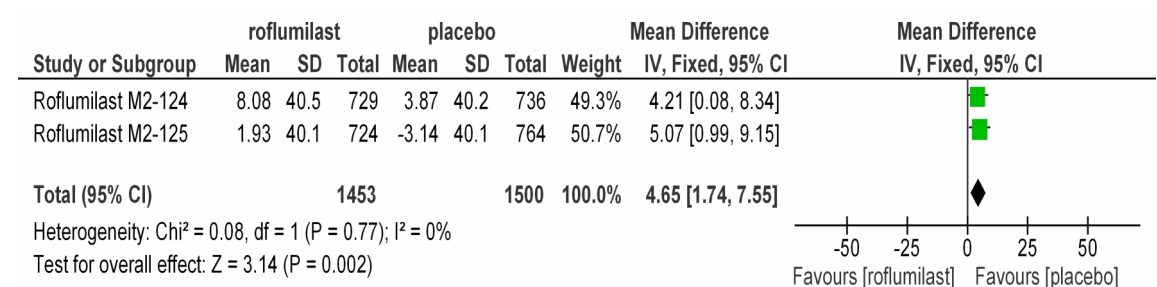 roflumilast placebo Mean Difference Mean Difference
Study or Subgroup Mean SD Total Mean SD Total Weight IV, Fixed, 95% CI IV, Fixed, 95% CI
Roflumilast M2-124 8.08 40.5 729 3.87 40.2 736 49.3% 4.21 [0.08, 8.34]
Roflumilast M2-125 1.93 40.1 724 -3.14 40.1 764 50.7% 5.07 [0.99, 9.15]
Total (95% CI) 1453 1500 100.0% 4.65 [1.74, 7.55]
Heterogeneity: Chi² = 0.08, df = 1 (P = 0.77); I² = 0%
Test for overall effect: Z = 3.14 (P = 0.002)
-50 -25 0 25 50
Favours [roflumilast] Favours [placebo]